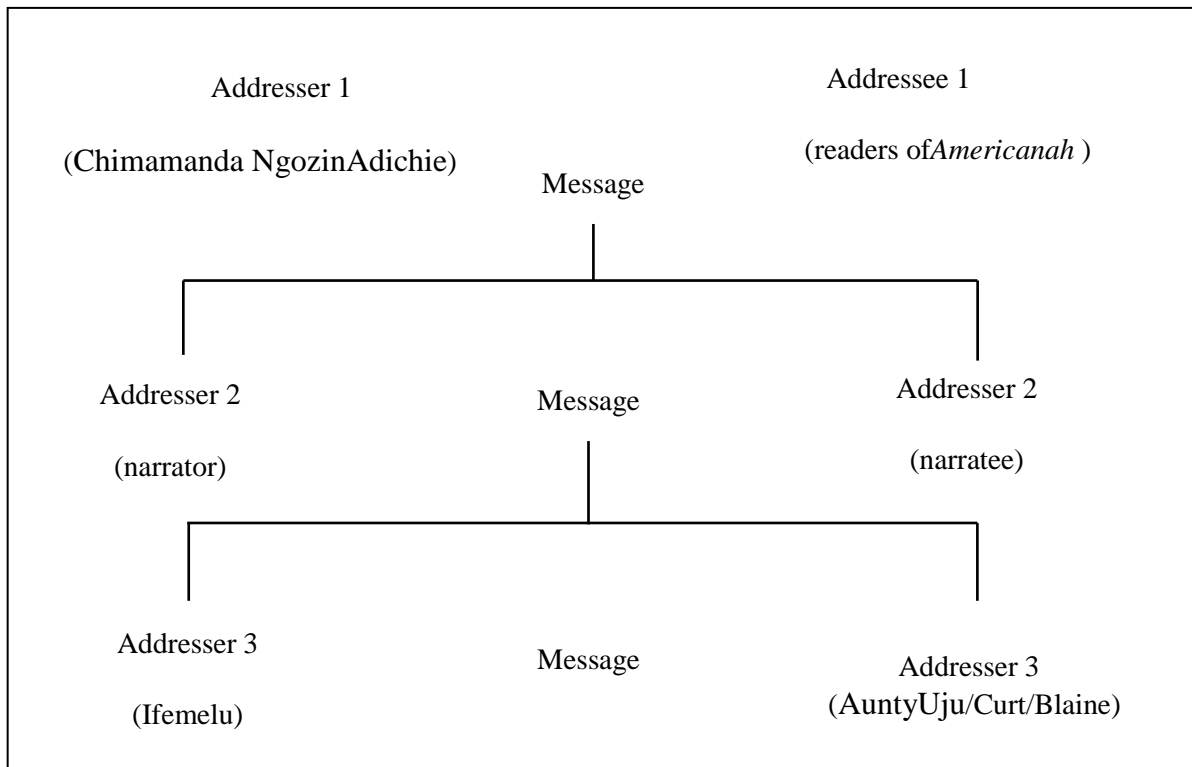 Addresser 1
Addressee 1
(Chimamanda NgozinAdichie)
(readers ofAmericanah )
Message
Addresser 2
Message
Addresser 2
(narrator)
(narratee)
Addresser 3
Message
Addresser 3
(Ifemelu)
(AuntyUju/Curt/Blaine)